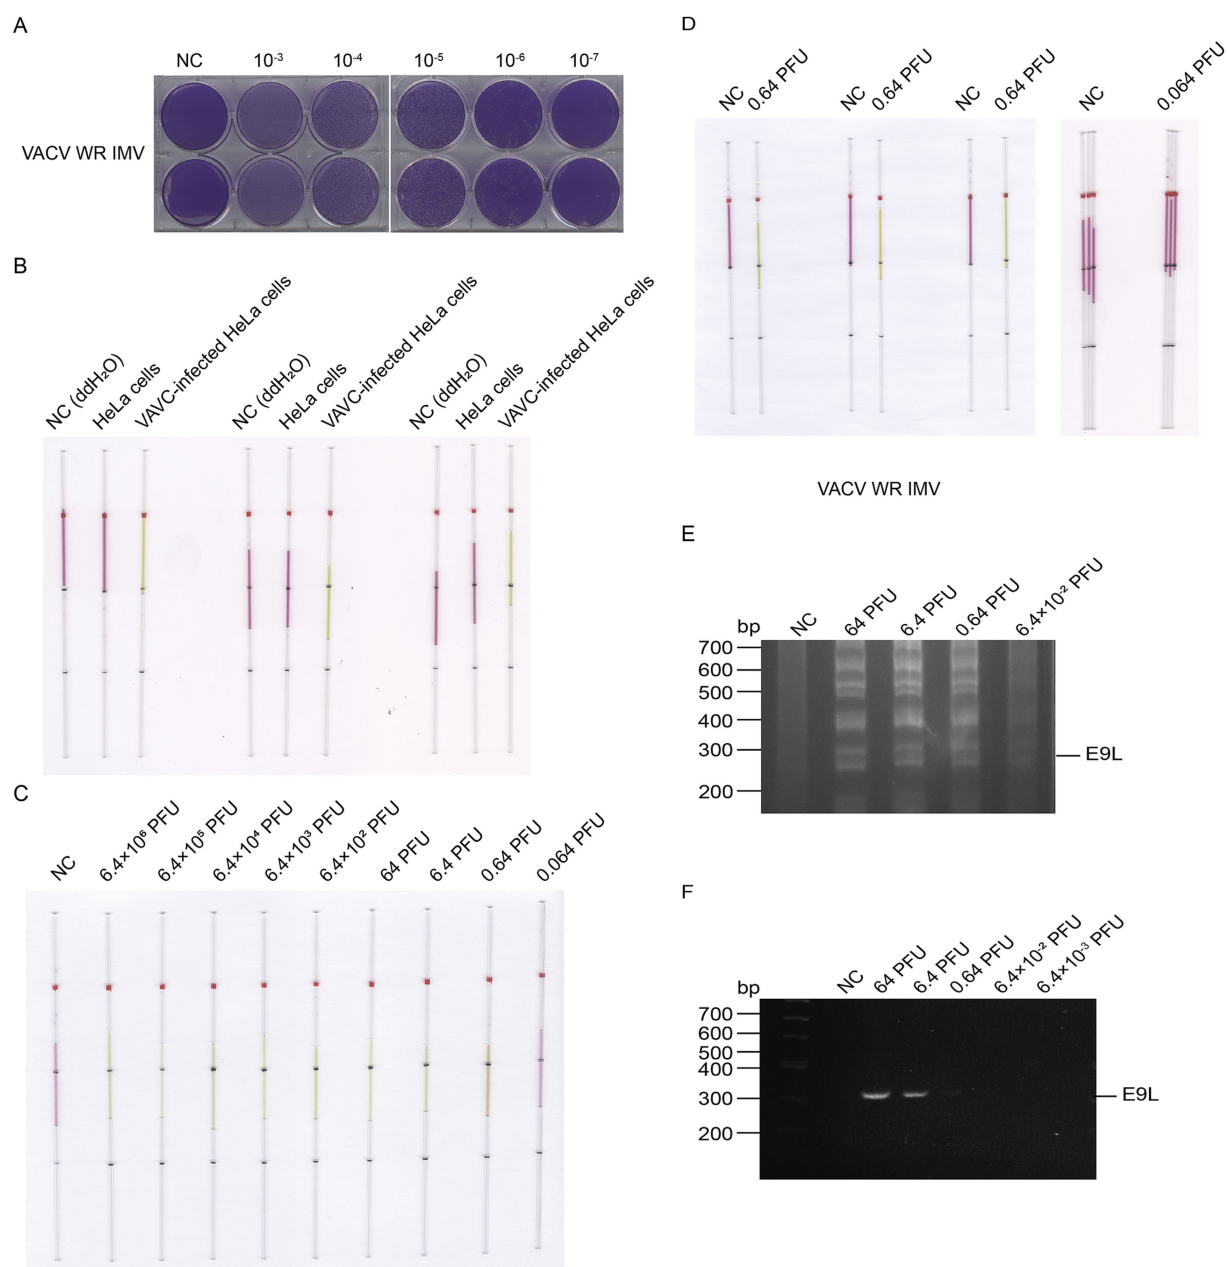 A
NC 10⁻³ 10⁻⁴ 10⁻⁵ 10⁻⁶ 10⁻⁷
VACV WR IMV
B
NC (ddH₂O)
HeLa cells
VAVC-infected HeLa cells
NC (ddH₂O)
HeLa cells
VAVC-infected HeLa cells
NC (ddH₂O)
HeLa cells
VAVC-infected HeLa cells
C
NC
6.4×10⁶ PFU
6.4×10⁵ PFU
6.4×10⁴ PFU
6.4×10³ PFU
6.4×10² PFU
64 PFU
6.4 PFU
0.64 PFU
0.064 PFU
D
NC
0.64 PFU
NC
0.64 PFU
NC
0.64 PFU
NC
0.064 PFU
VACV WR IMV
E
bp
NC
64 PFU
6.4 PFU
0.64 PFU
6.4×10⁻² PFU
700
600
500
400
300
200
E9L
F
bp
NC
64 PFU
6.4 PFU
0.64 PFU
6.4×10⁻² PFU
6.4×10⁻³ PFU
700
600
500
400
300
200
E9L